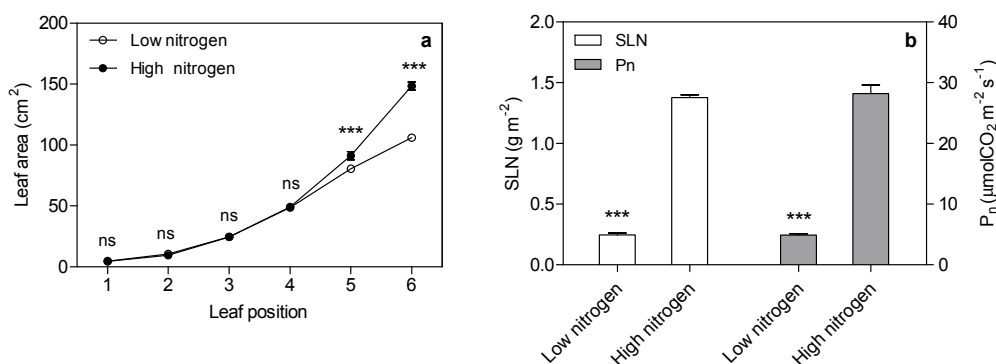 a
Low nitrogen
High nitrogen
Leaf area (cm²)
200
150
100
50
0
ns
ns
ns
ns
***
***
1 2 3 4 5 6
Leaf position
b
SLN
Pn
SLN (g m⁻²)
2.0
1.5
1.0
0.5
0.0
***
***
Low nitrogen
High nitrogen
Low nitrogen
High nitrogen
40
30
20
10
0
Pₙ (µmolCO₂ m⁻² s⁻¹)